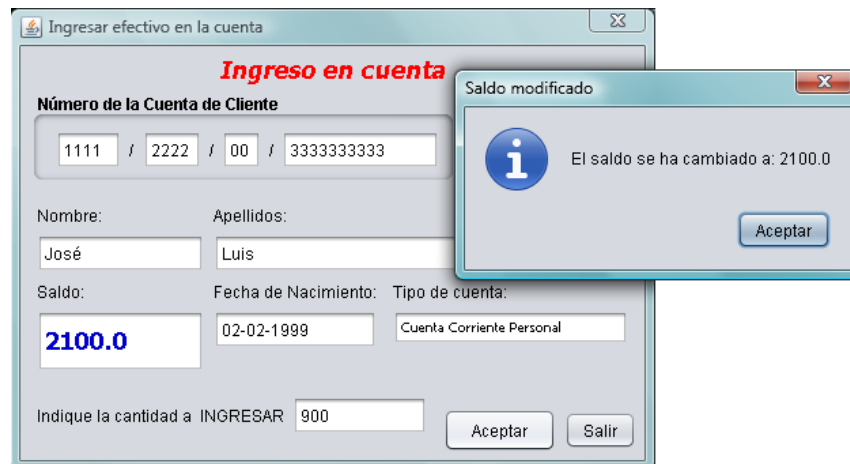 Ingresar efectivo en la cuenta
Ingreso en cuenta
Número de la Cuenta de Cliente
1111 / 2222 / 00 / 3333333333
Saldo modificado
El saldo se ha cambiado a: 2100.0
Aceptar
Nombre: Apellidos:
José Luis
Saldo: Fecha de Nacimiento: Tipo de cuenta:
2100.0 02-02-1999 Cuenta Corriente Personal
Indique la cantidad a INGRESAR 900 Aceptar Salir